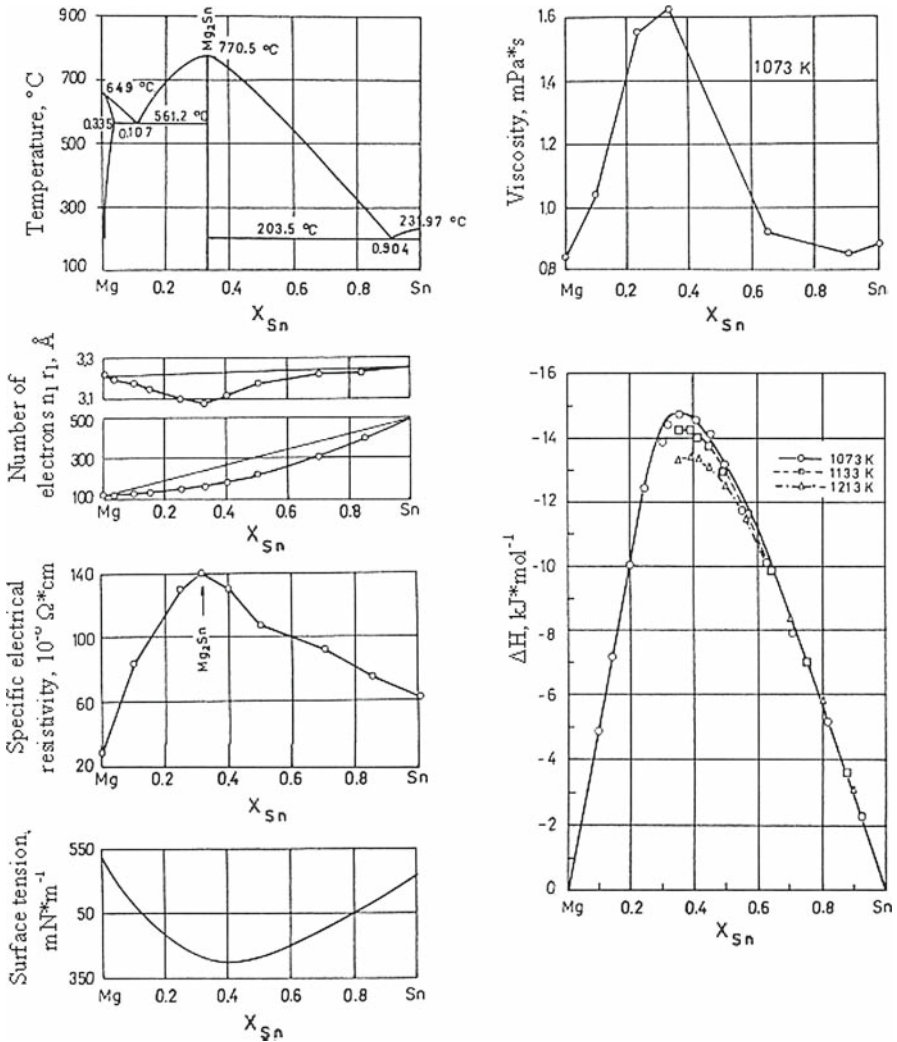 Temperature, °C
900
700
500
300
100
Mg₂Sn
770.5 °C
649 °C
561.2 °C
0.335
0.107
203.5 °C
231.97 °C
0.904
Mg 0.2 0.4 0.6 0.8 Sn
X Sn
Viscosity, mPa*s
1.6
1.4
1.2
1.0
0.8
1073 K
Mg 0.2 0.4 0.6 0.8 Sn
X Sn
Number of
electrons n₁ r₁, Å
3.3
3.1
500
300
100
Mg 0.2 0.4 0.6 0.8 Sn
X Sn
Specific electrical
resistivity, 10⁻⁶ Ω*cm
140
100
60
20
Mg₂Sn
Mg 0.2 0.4 0.6 0.8 Sn
X Sn
Surface tension,
mN*m⁻¹
550
50
350
Mg 0.2 0.4 0.6 0.8 Sn
X Sn
ΔH, kJ*mol⁻¹
-16
-14
-12
-10
-8
-6
-4
-2
0
1073 K
1133 K
1213 K
Mg 0.2 0.4 0.6 0.8 Sn
X Sn